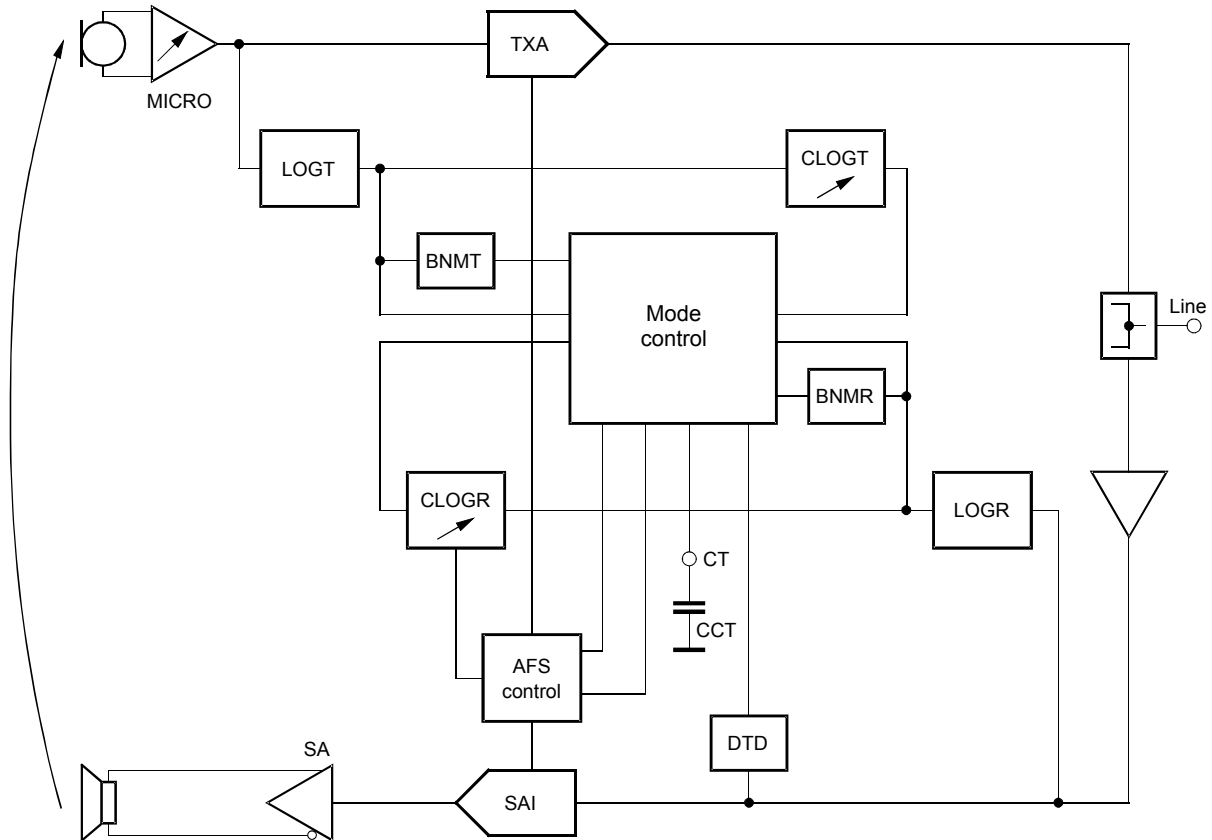 TXA
MICRO
LOGT
CLOGT
BNMT
Mode
control
Line
BNMR
CLOGR
LOGR
CT
CCT
AFS
control
DTD
SA
SAI